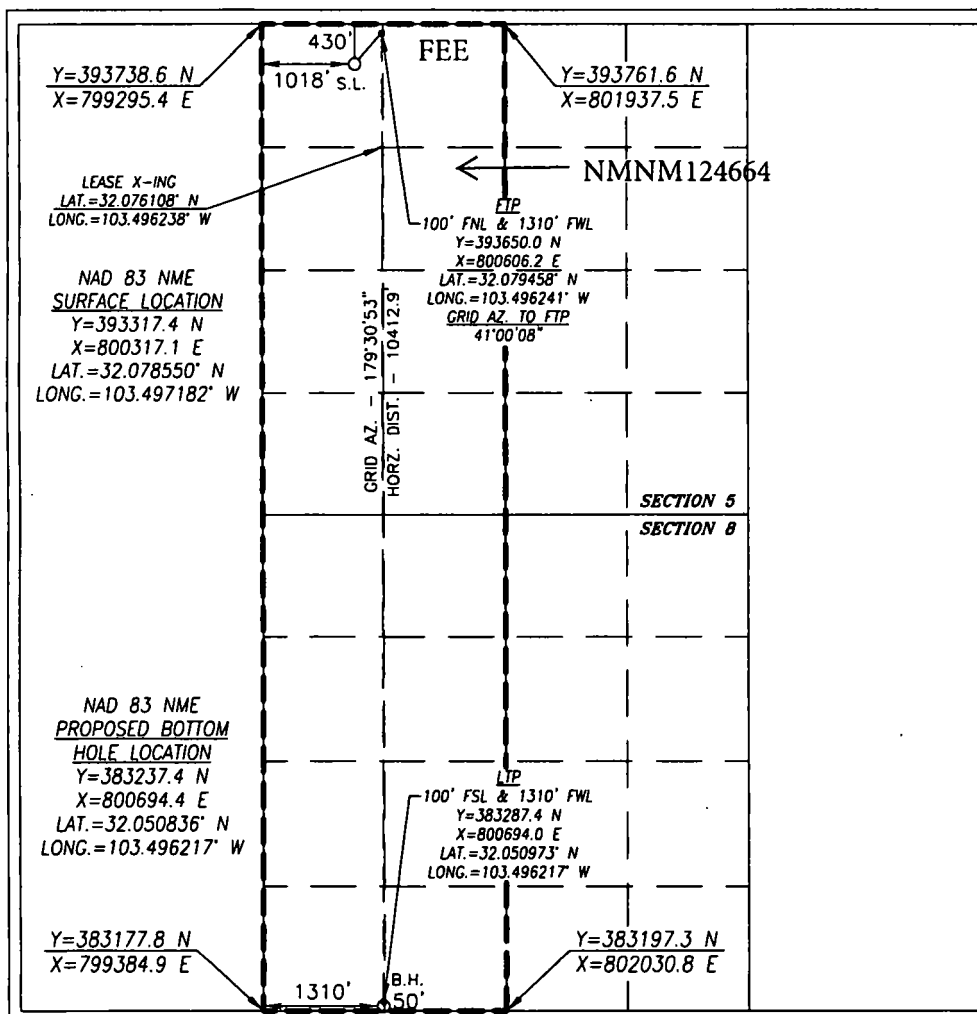 430'
FEE
1018' S.L.
Y=393738.6 N
X=799295.4 E
Y=393761.6 N
X=801937.5 E
NMNM124664
LEASE X-ING
LAT.=32.076108° N
LONG.=103.496238° W
FTP
100' FNL & 1310' FWL
Y=393650.0 N
X=800606.2 E
LAT.=32.079458° N
LONG.=103.496241° W
GRID AZ. TO FTP
41°00'08"
NAD 83 NME
SURFACE LOCATION
Y=393317.4 N
X=800317.1 E
LAT.=32.078550° N
LONG.=103.497182° W
GRID AZ. - 179°30'53"
HORZ. DIST. - 10412.9
SECTION 5
SECTION 8
NAD 83 NME
PROPOSED BOTTOM
HOLE LOCATION
Y=383237.4 N
X=800694.4 E
LAT.=32.050836° N
LONG.=103.496217° W
LTP
100' FSL & 1310' FWL
Y=383287.4 N
X=800694.0 E
LAT.=32.050973° N
LONG.=103.496217° W
Y=383177.8 N
X=799384.9 E
Y=383197.3 N
X=802030.8 E
1310'
B.H.
50'